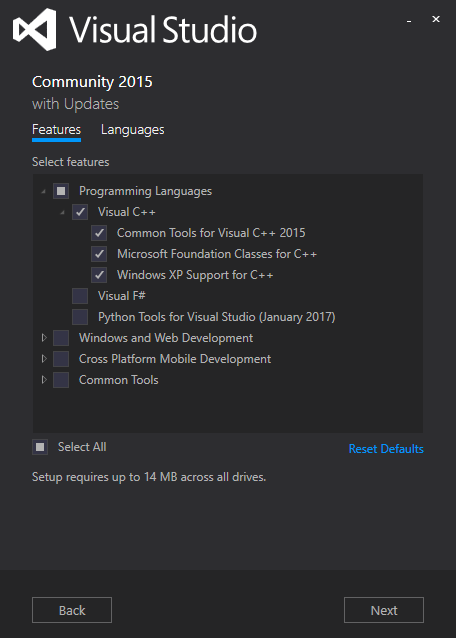 Visual Studio
Community 2015
with Updates
Features Languages
Select features
Programming Languages
Visual C++
Common Tools for Visual C++ 2015
Microsoft Foundation Classes for C++
Windows XP Support for C++
Visual F#
Python Tools for Visual Studio (January 2017)
Windows and Web Development
Cross Platform Mobile Development
Common Tools
Select All Reset Defaults
Setup requires up to 14 MB across all drives.
Back Next